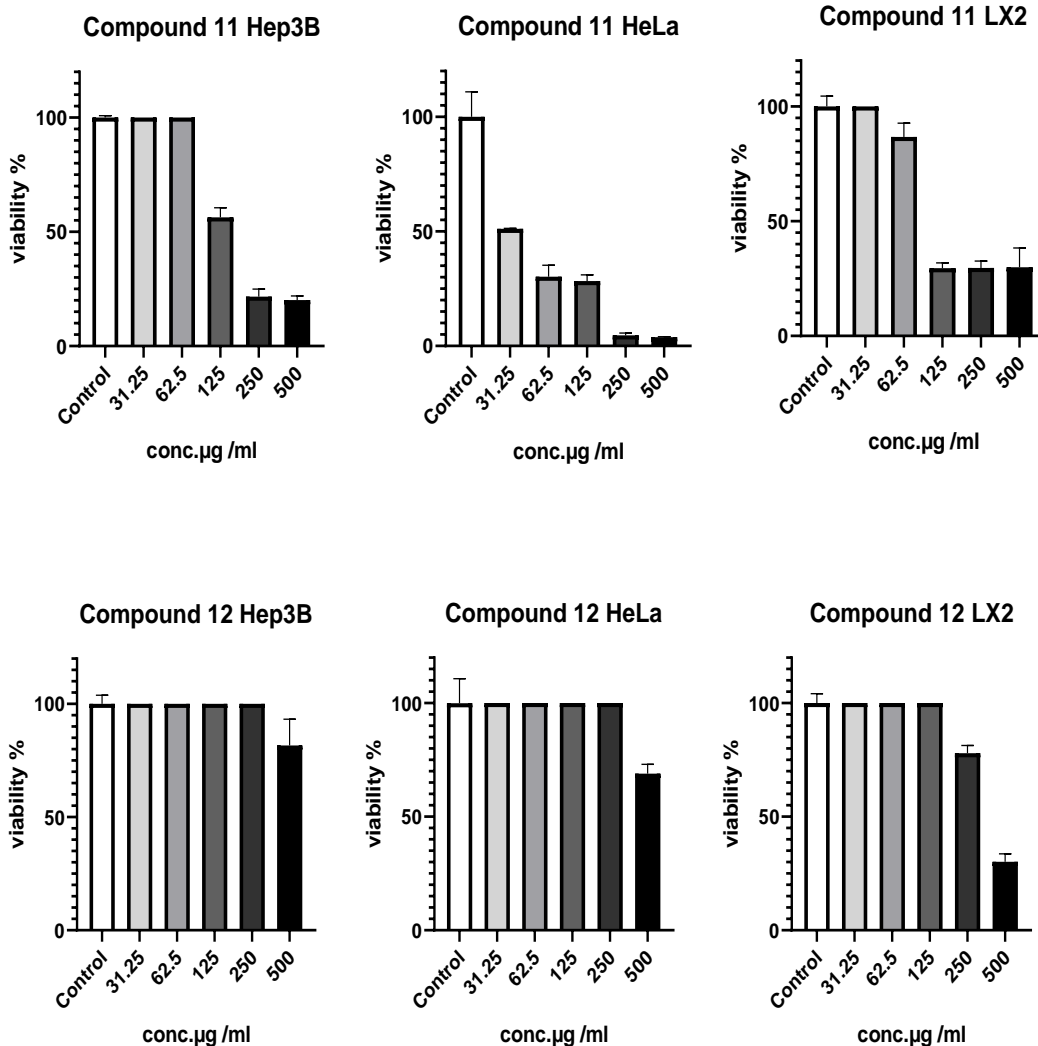 Compound 11 Hep3B
viability %
100
50
0
Control
31.25
62.5
125
250
500
conc.µg /ml
Compound 11 HeLa
viability %
100
50
0
Control
31.25
62.5
125
250
500
conc.µg /ml
Compound 11 LX2
viability %
100
50
0
Control
31.25
62.5
125
250
500
conc.µg /ml
Compound 12 Hep3B
viability %
100
50
0
Control
31.25
62.5
125
250
500
conc.µg /ml
Compound 12 HeLa
viability %
100
50
0
Control
31.25
62.5
125
250
500
conc.µg /ml
Compound 12 LX2
viability %
100
50
0
Control
31.25
62.5
125
250
500
conc.µg /ml